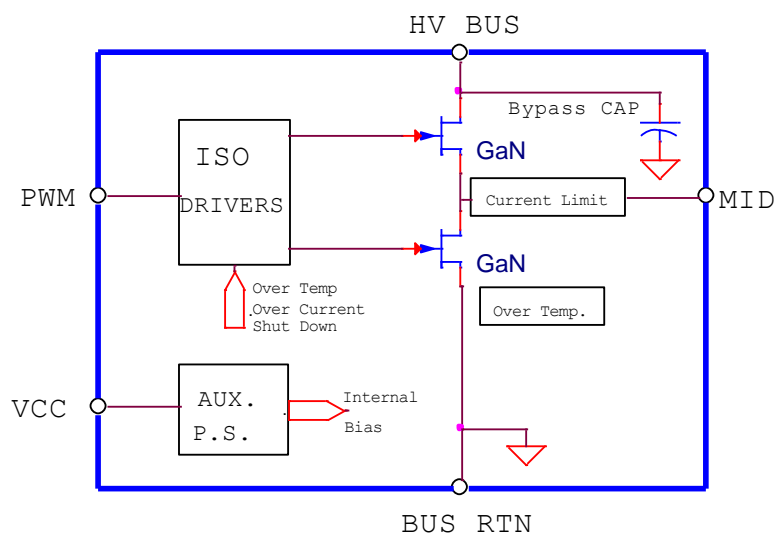 HV BUS
Bypass CAP
ISO
DRIVERS
GaN
PWM
Current Limit
MID
GaN
Over Temp
.Over Current
Shut Down
Over Temp.
VCC
AUX.
P.S.
Internal
Bias
BUS RTN